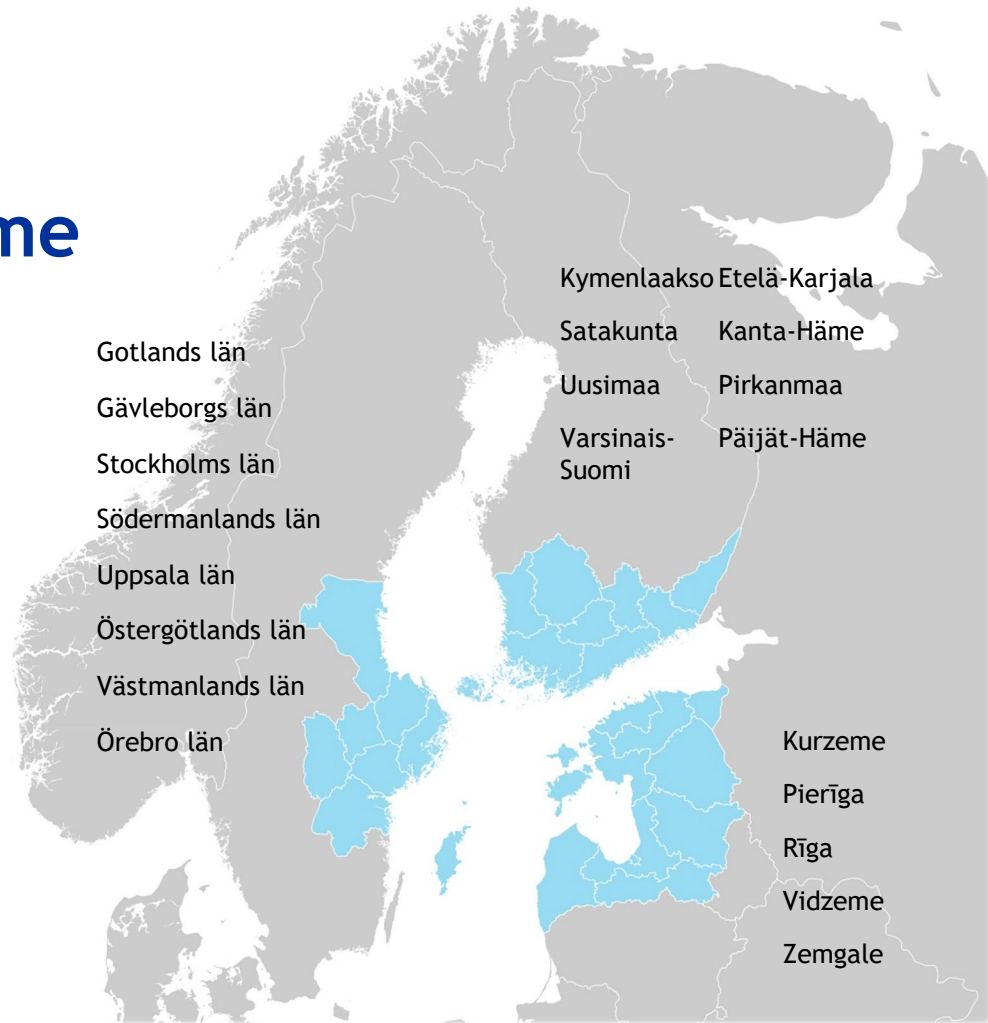 me
Gotlands län
Gävleborgs län
Stockholms län
Södermanlands län
Uppsala län
Östergötlands län
Västmanlands län
Örebro län
Kymenlaakso Etelä-Karjala
Satakunta Kanta-Häme
Uusimaa Pirkanmaa
Varsinais- Päijät-Häme
Suomi
Kurzeme
Pierīga
Rīga
Vidzeme
Zemgale